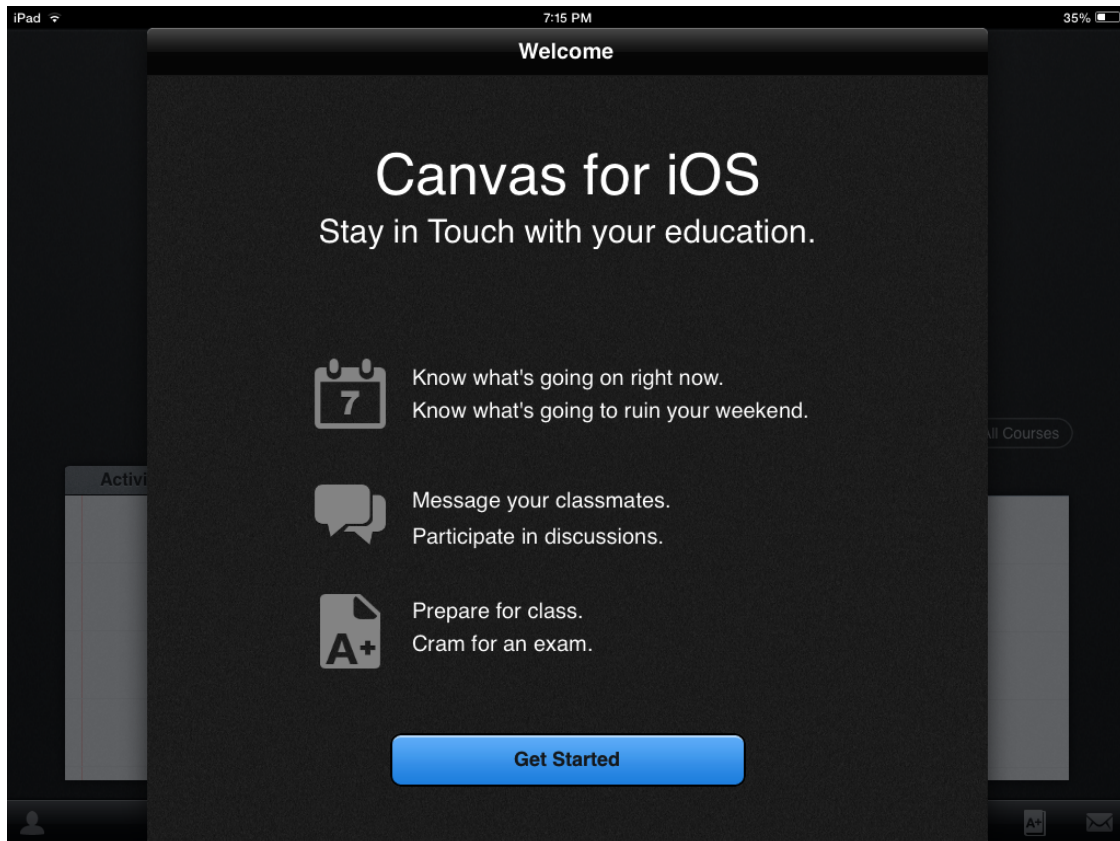 iPad 7:15 PM 35%
Welcome
Canvas for iOS
Stay in Touch with your education.
7
Know what's going on right now.
Know what's going to ruin your weekend.
All Courses
Activi
Message your classmates.
Participate in discussions.
A+
Prepare for class.
Cram for an exam.
Get Started
A+